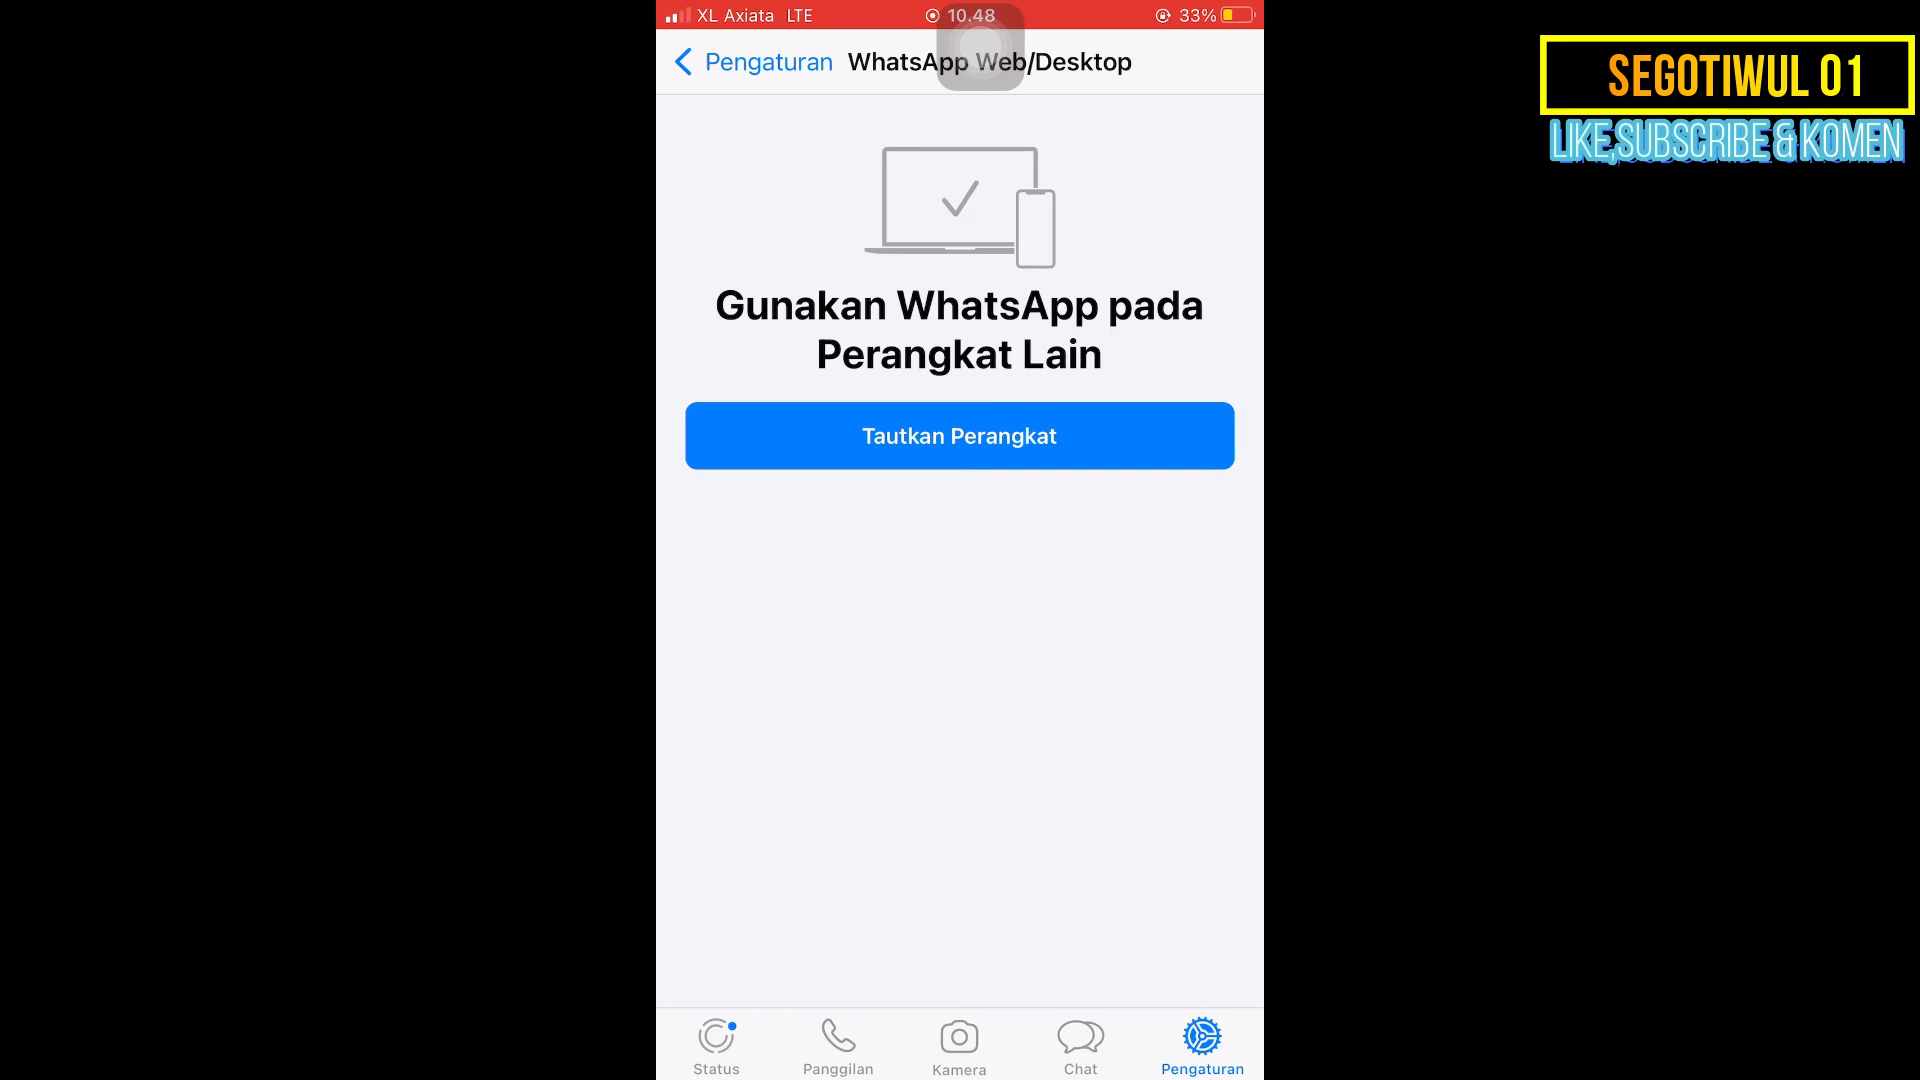 XL Axiata LTE 10.48 33%
Pengaturan WhatsApp Web/Desktop
SEGOTIWUL 01
LIKE,SUBSCRIBE & KOMEN
Gunakan WhatsApp pada
Perangkat Lain
Tautkan Perangkat
Status Panggilan Kamera Chat Pengaturan